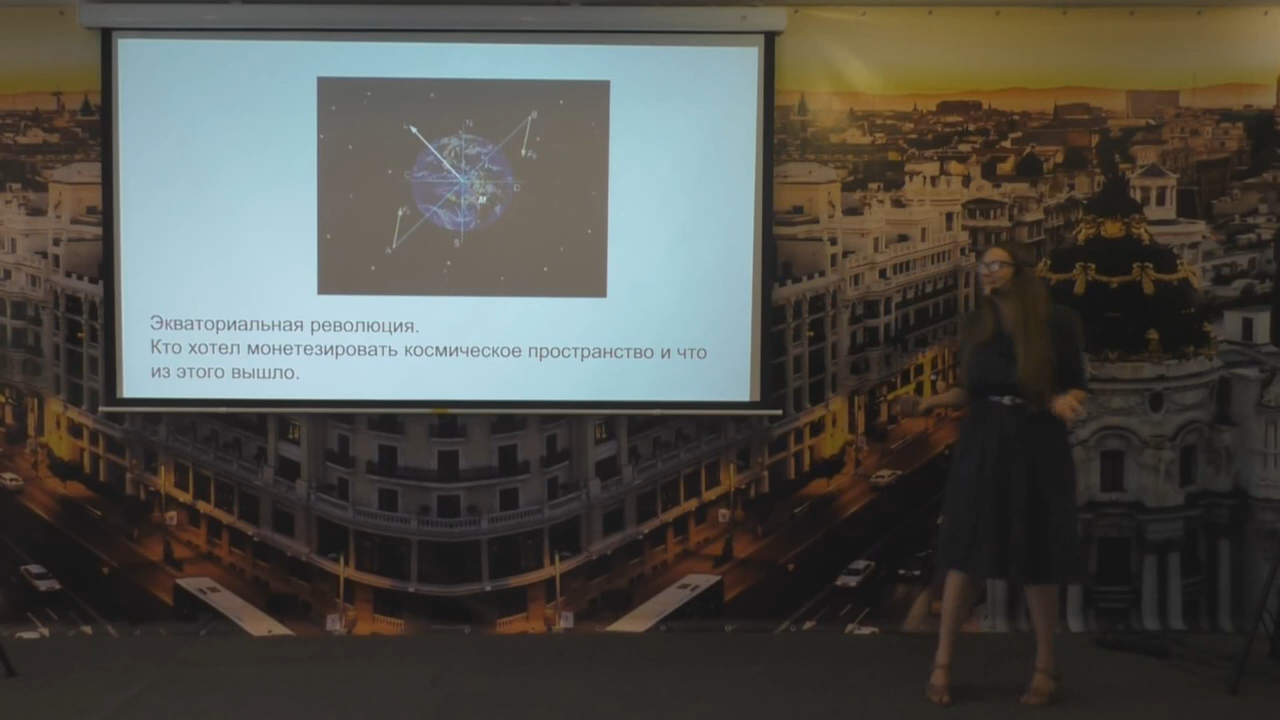 N
C
S
Экваториальная революция.
Кто хотел монетезировать космическое пространство и что
из этого вышло.